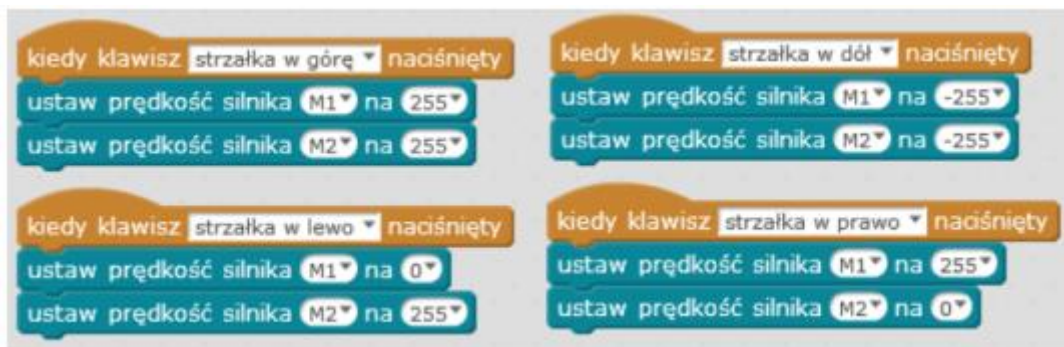 kiedy klawisz strzałka w górę naciśnięty
ustaw prędkość silnika M1 na 255
ustaw prędkość silnika M2 na 255
kiedy klawisz strzałka w dół naciśnięty
ustaw prędkość silnika M1 na -255
ustaw prędkość silnika M2 na -255
kiedy klawisz strzałka w lewo naciśnięty
ustaw prędkość silnika M1 na 0
ustaw prędkość silnika M2 na 255
kiedy klawisz strzałka w prawo naciśnięty
ustaw prędkość silnika M1 na 255
ustaw prędkość silnika M2 na 0